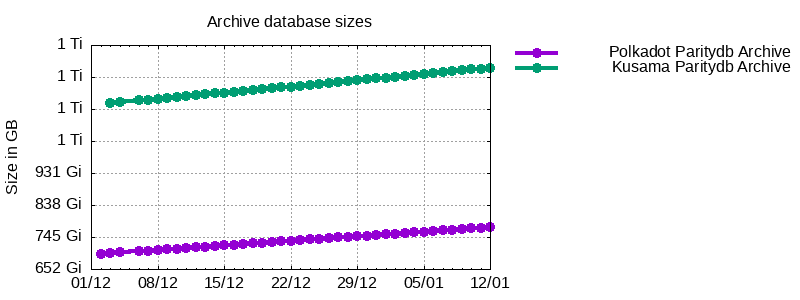 Archive database sizes
Polkadot Paritydb Archive
Kusama Paritydb Archive
Size in GB
1 Ti
1 Ti
1 Ti
1 Ti
931 Gi
838 Gi
745 Gi
652 Gi
01/12 08/12 15/12 22/12 29/12 05/01 12/01